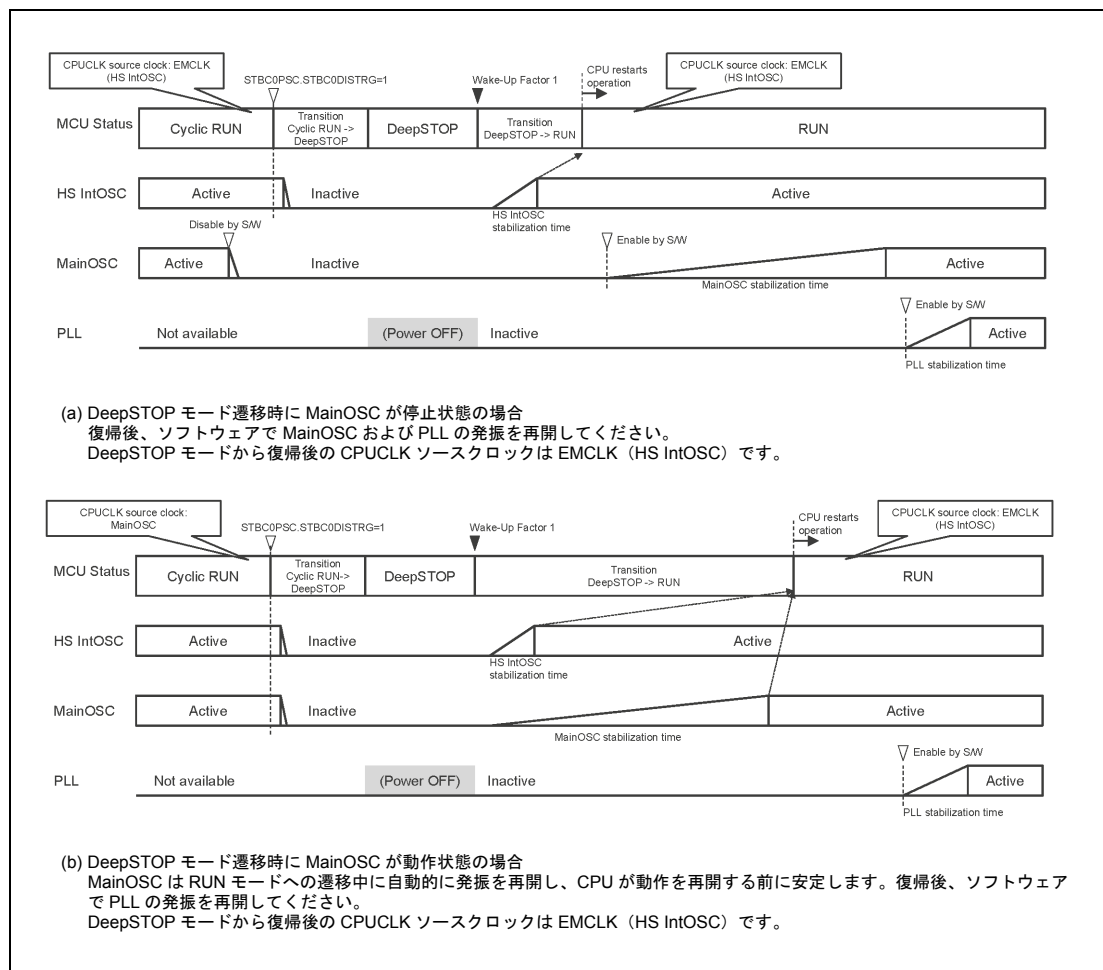 CPUCLK source clock: EMCLK
(HS IntOSC)
STBC0PSC.STBC0DISTRG=1
Wake-Up Factor 1
CPU restarts
operation
CPUCLK source clock: EMCLK
(HS IntOSC)
MCU Status
Cyclic RUN
Transition
Cyclic RUN ->
DeepSTOP
DeepSTOP
Transition
DeepSTOP -> RUN
RUN
HS IntOSC
Active
Inactive
HS IntOSC
stabilization time
Active
Disable by S/W
Enable by S/W
MainOSC
Active
Inactive
MainOSC stabilization time
Active
Enable by S/W
PLL
Not available
(Power OFF)
Inactive
Active
PLL stabilization time
(a) DeepSTOP モード遷移時に MainOSC が停止状態の場合
復帰後、ソフトウェアで MainOSC および PLL の発振を再開してください。
DeepSTOP モードから復帰後の CPUCLK ソースクロックは EMCLK（HS IntOSC）です。
CPUCLK source clock:
MainOSC
STBC0PSC.STBC0DISTRG=1
Wake-Up Factor 1
CPU restarts
operation
CPUCLK source clock: EMCLK
(HS IntOSC)
MCU Status
Cyclic RUN
Transition
Cyclic RUN->
DeepSTOP
DeepSTOP
Transition
DeepSTOP -> RUN
RUN
HS IntOSC
Active
Inactive
HS IntOSC
stabilization time
Active
MainOSC
Active
Inactive
MainOSC stabilization time
Active
Enable by S/W
PLL
Not available
(Power OFF)
Inactive
Active
PLL stabilization time
(b) DeepSTOP モード遷移時に MainOSC が動作状態の場合
MainOSC は RUN モードへの遷移中に自動的に発振を再開し、CPU が動作を再開する前に安定します。復帰後、ソフトウェア
で PLL の発振を再開してください。
DeepSTOP モードから復帰後の CPUCLK ソースクロックは EMCLK（HS IntOSC）です。